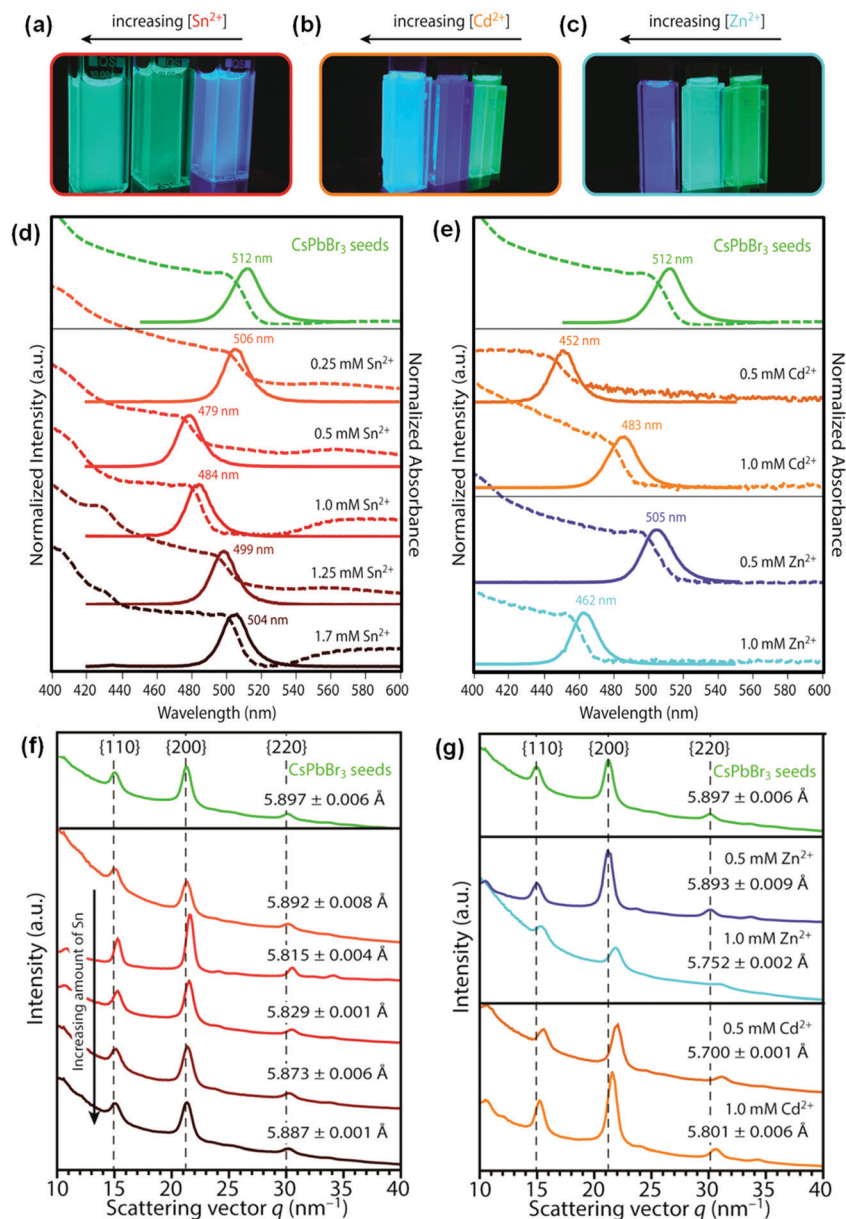 (a)
increasing [Sn2+]
(b)
increasing [Cd2+]
(c)
increasing [Zn2+]
QS
10.00
QS
(d)
CsPbBr3 seeds
512 nm
506 nm
0.25 mM Sn2+
479 nm
0.5 mM Sn2+
484 nm
1.0 mM Sn2+
499 nm
1.25 mM Sn2+
504 nm
1.7 mM Sn2+
Normalized Intensity (a.u.)
Normalized Absorbance
400 420 440 460 480 500 520 540 560 580 600
Wavelength (nm)
(e)
CsPbBr3 seeds
512 nm
452 nm
0.5 mM Cd2+
483 nm
1.0 mM Cd2+
505 nm
0.5 mM Zn2+
462 nm
1.0 mM Zn2+
Normalized Intensity (a.u.)
Normalized Absorbance
400 420 440 460 480 500 520 540 560 580 600
Wavelength (nm)
(f)
{110} {200} {220}
CsPbBr3 seeds
5.897 ± 0.006 Å
5.892 ± 0.008 Å
5.815 ± 0.004 Å
5.829 ± 0.001 Å
5.873 ± 0.006 Å
5.887 ± 0.001 Å
Increasing amount of Sn
Intensity (a.u.)
10 15 20 25 30 35 40
Scattering vector q (nm−1)
(g)
{110} {200} {220}
CsPbBr3 seeds
5.897 ± 0.006 Å
0.5 mM Zn2+
5.893 ± 0.009 Å
1.0 mM Zn2+
5.752 ± 0.002 Å
0.5 mM Cd2+
5.700 ± 0.001 Å
1.0 mM Cd2+
5.801 ± 0.006 Å
Intensity (a.u.)
10 15 20 25 30 35 40
Scattering vector q (nm−1)